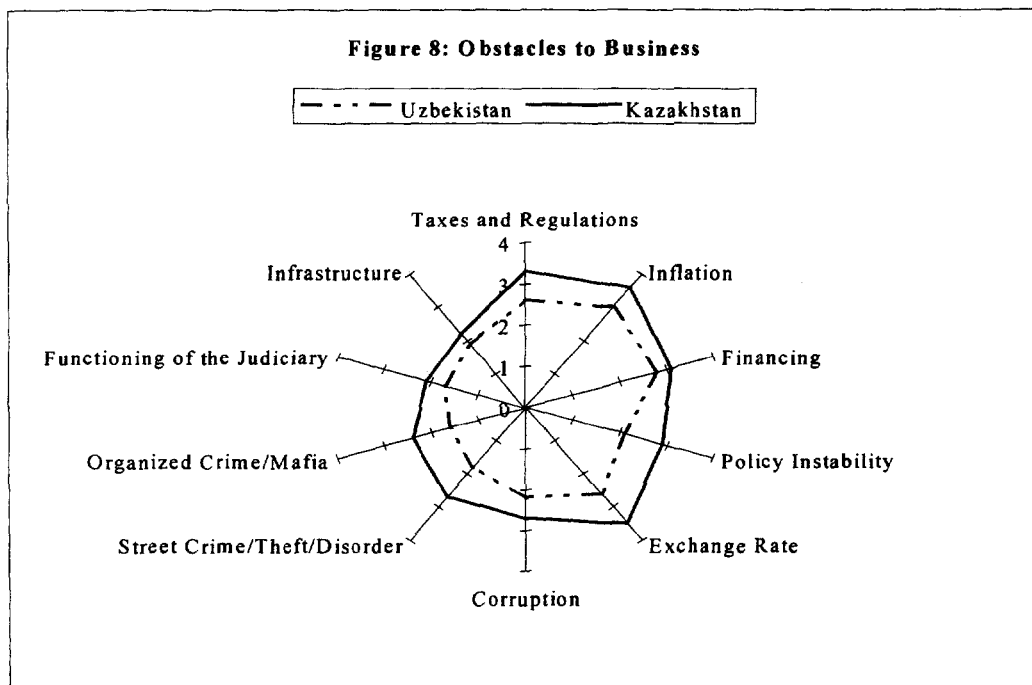 Figure 8: Obstacles to Business
Uzbekistan Kazakhstan
Taxes and Regulations
4
Infrastructure
Inflation
3
2
Functioning of the Judiciary
Financing
1
0
Organized Crime/Mafia
Policy Instability
Street Crime/Theft/Disorder
Exchange Rate
Corruption